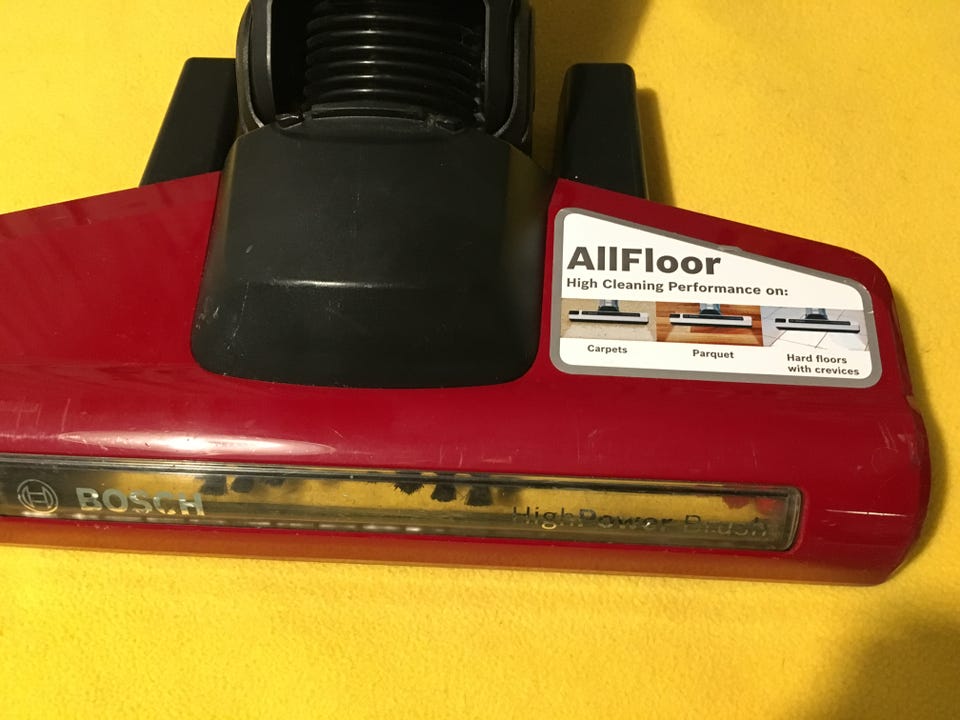 AllFloor
High Cleaning Performance on:
Carpets
Parquet
Hard floors
with crevices
BOSCH
HighPower Brush